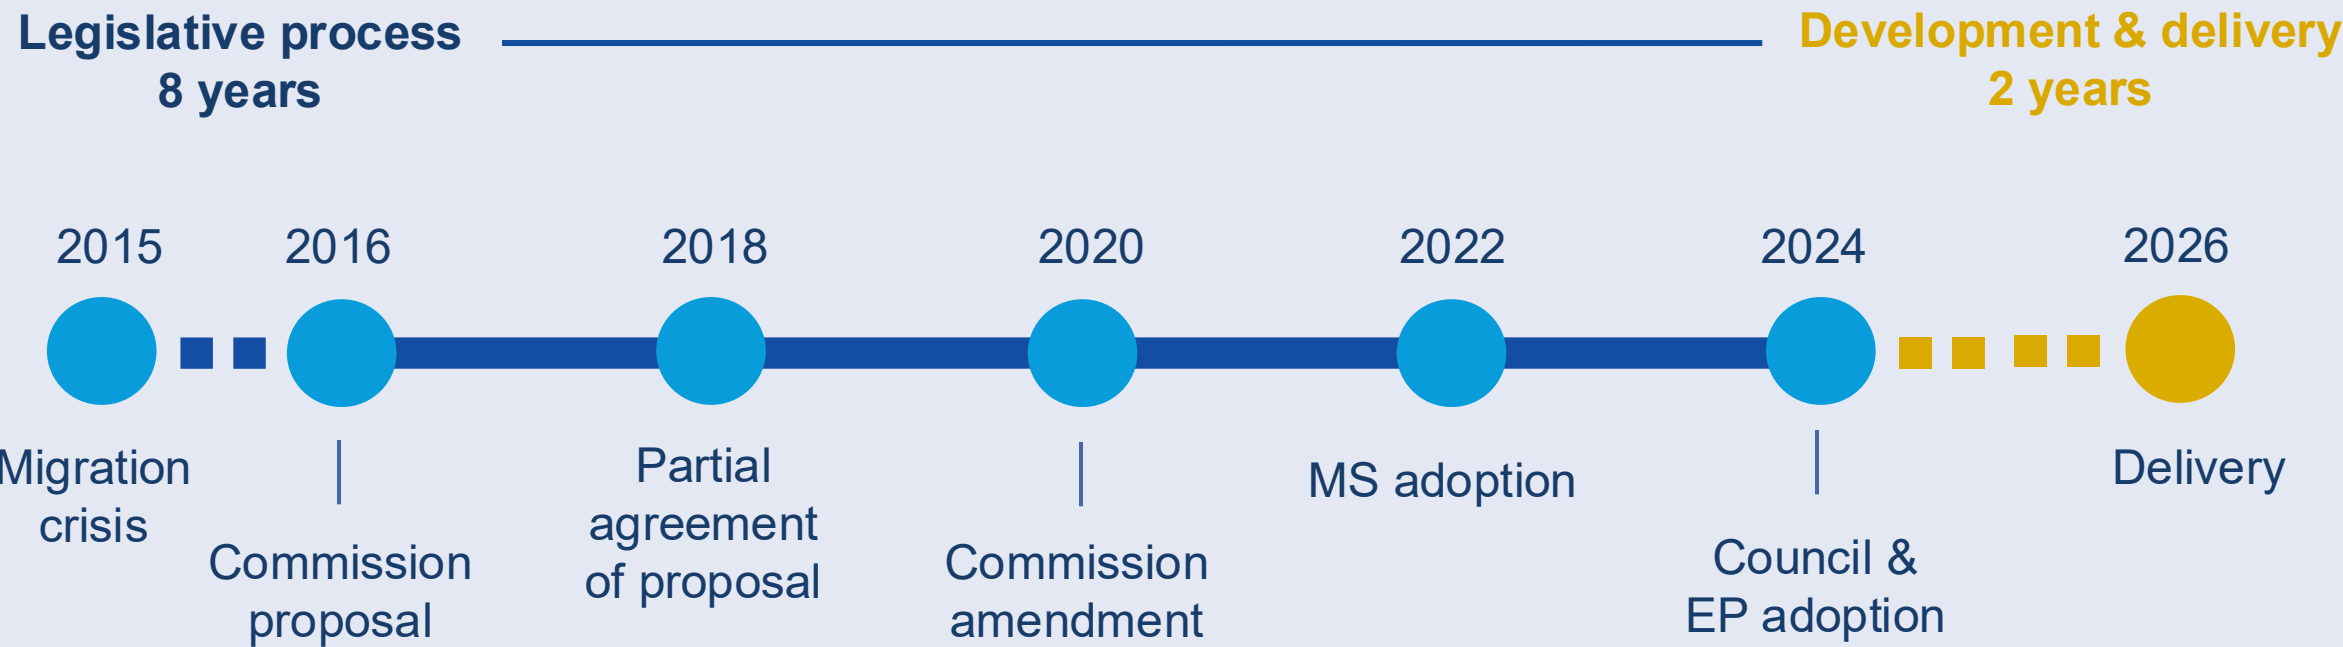 Legislative process
8 years
Development & delivery
2 years
2015
2016
2018
2020
2022
2024
2026
Migration
crisis
Commission
proposal
Partial
agreement
of proposal
Commission
amendment
MS adoption
Council &
EP adoption
Delivery